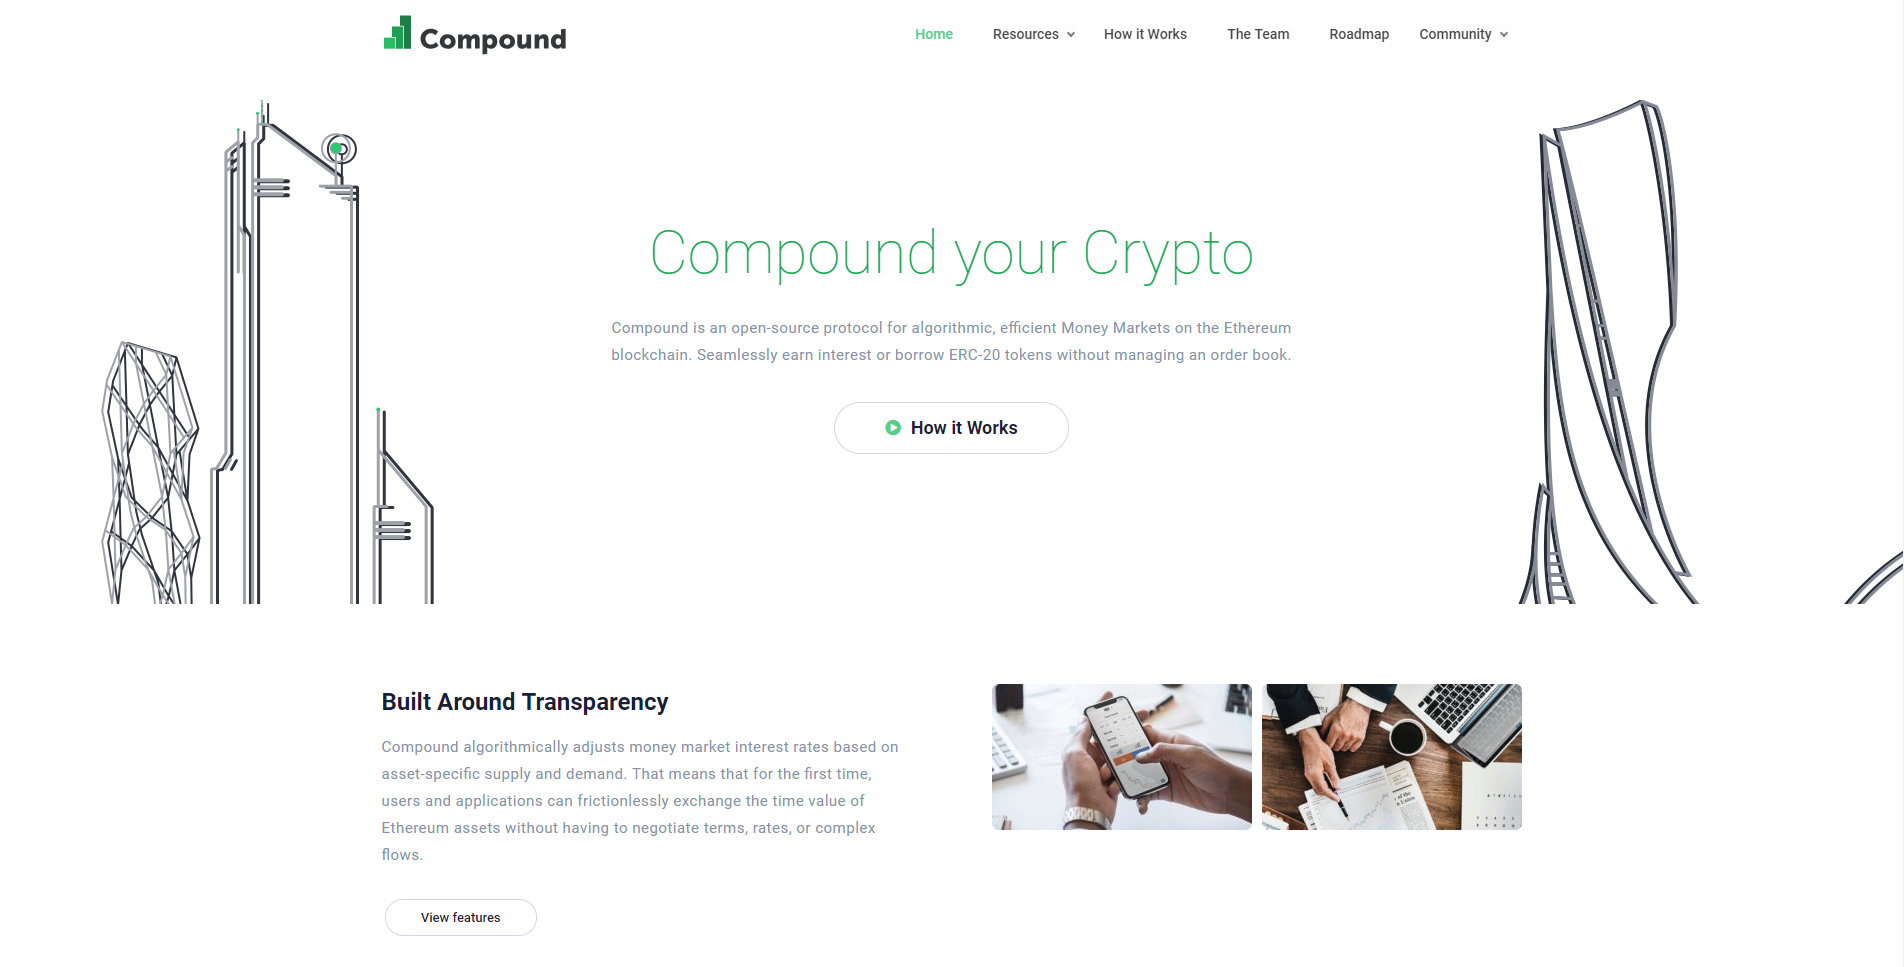 Compound
Home Resources How it Works The Team Roadmap Community
Compound your Crypto
Compound is an open-source protocol for algorithmic, efficient Money Markets on the Ethereum
blockchain. Seamlessly earn interest or borrow ERC-20 tokens without managing an order book.
How it Works
Built Around Transparency
Compound algorithmically adjusts money market interest rates based on
asset-specific supply and demand. That means that for the first time,
users and applications can frictionlessly exchange the time value of
Ethereum assets without having to negotiate terms, rates, or complex
flows.
View features